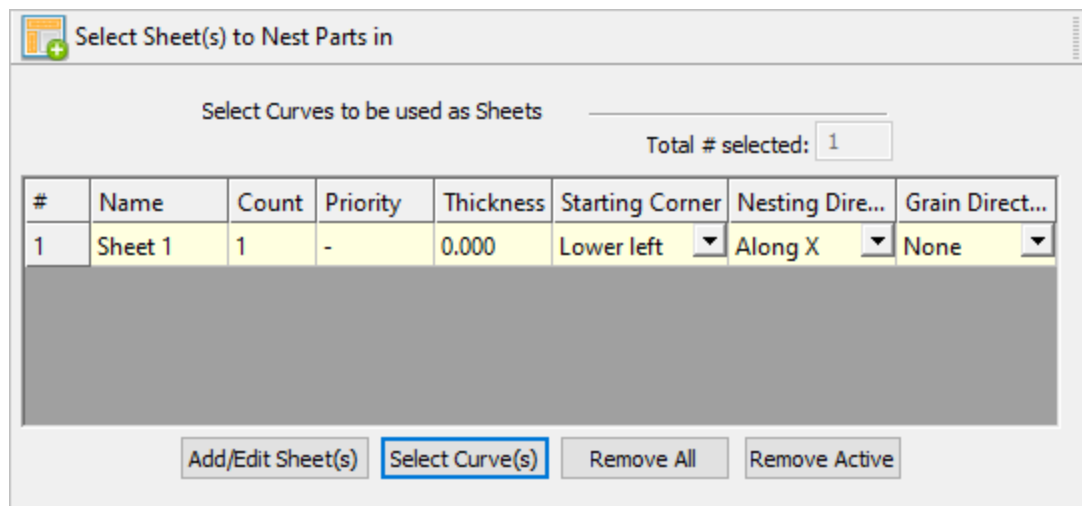 Select Sheet(s) to Nest Parts in
Select Curves to be used as Sheets
Total # selected: 1
# Name Count Priority Thickness Starting Corner Nesting Dire... Grain Direct...
1 Sheet 1 1 - 0.000 Lower left Along X None
Add/Edit Sheet(s) Select Curve(s) Remove All Remove Active